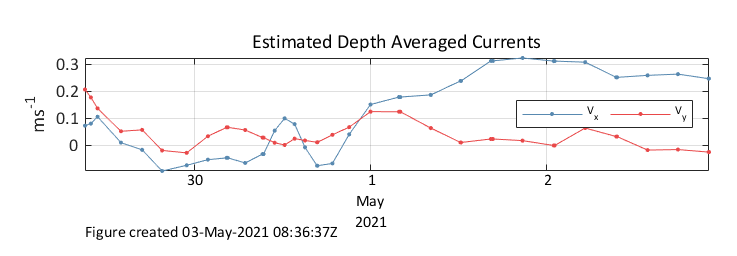 Estimated Depth Averaged Currents
0.3
0.2
0.1
0
ms-1
Vx
Vy
30
1
2
May
2021
Figure created 03-May-2021 08:36:37Z